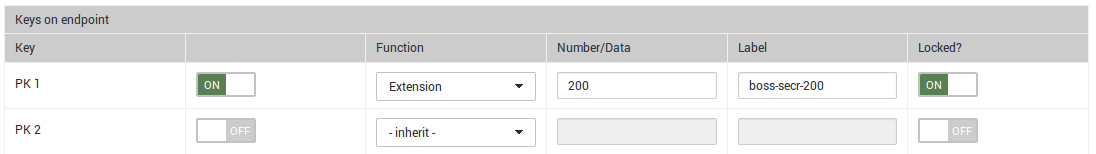 Keys on endpoint
Key Function Number/Data Label Locked?
PK 1 ON Extension 200 boss-secr-200 ON
PK 2 OFF - inherit - OFF